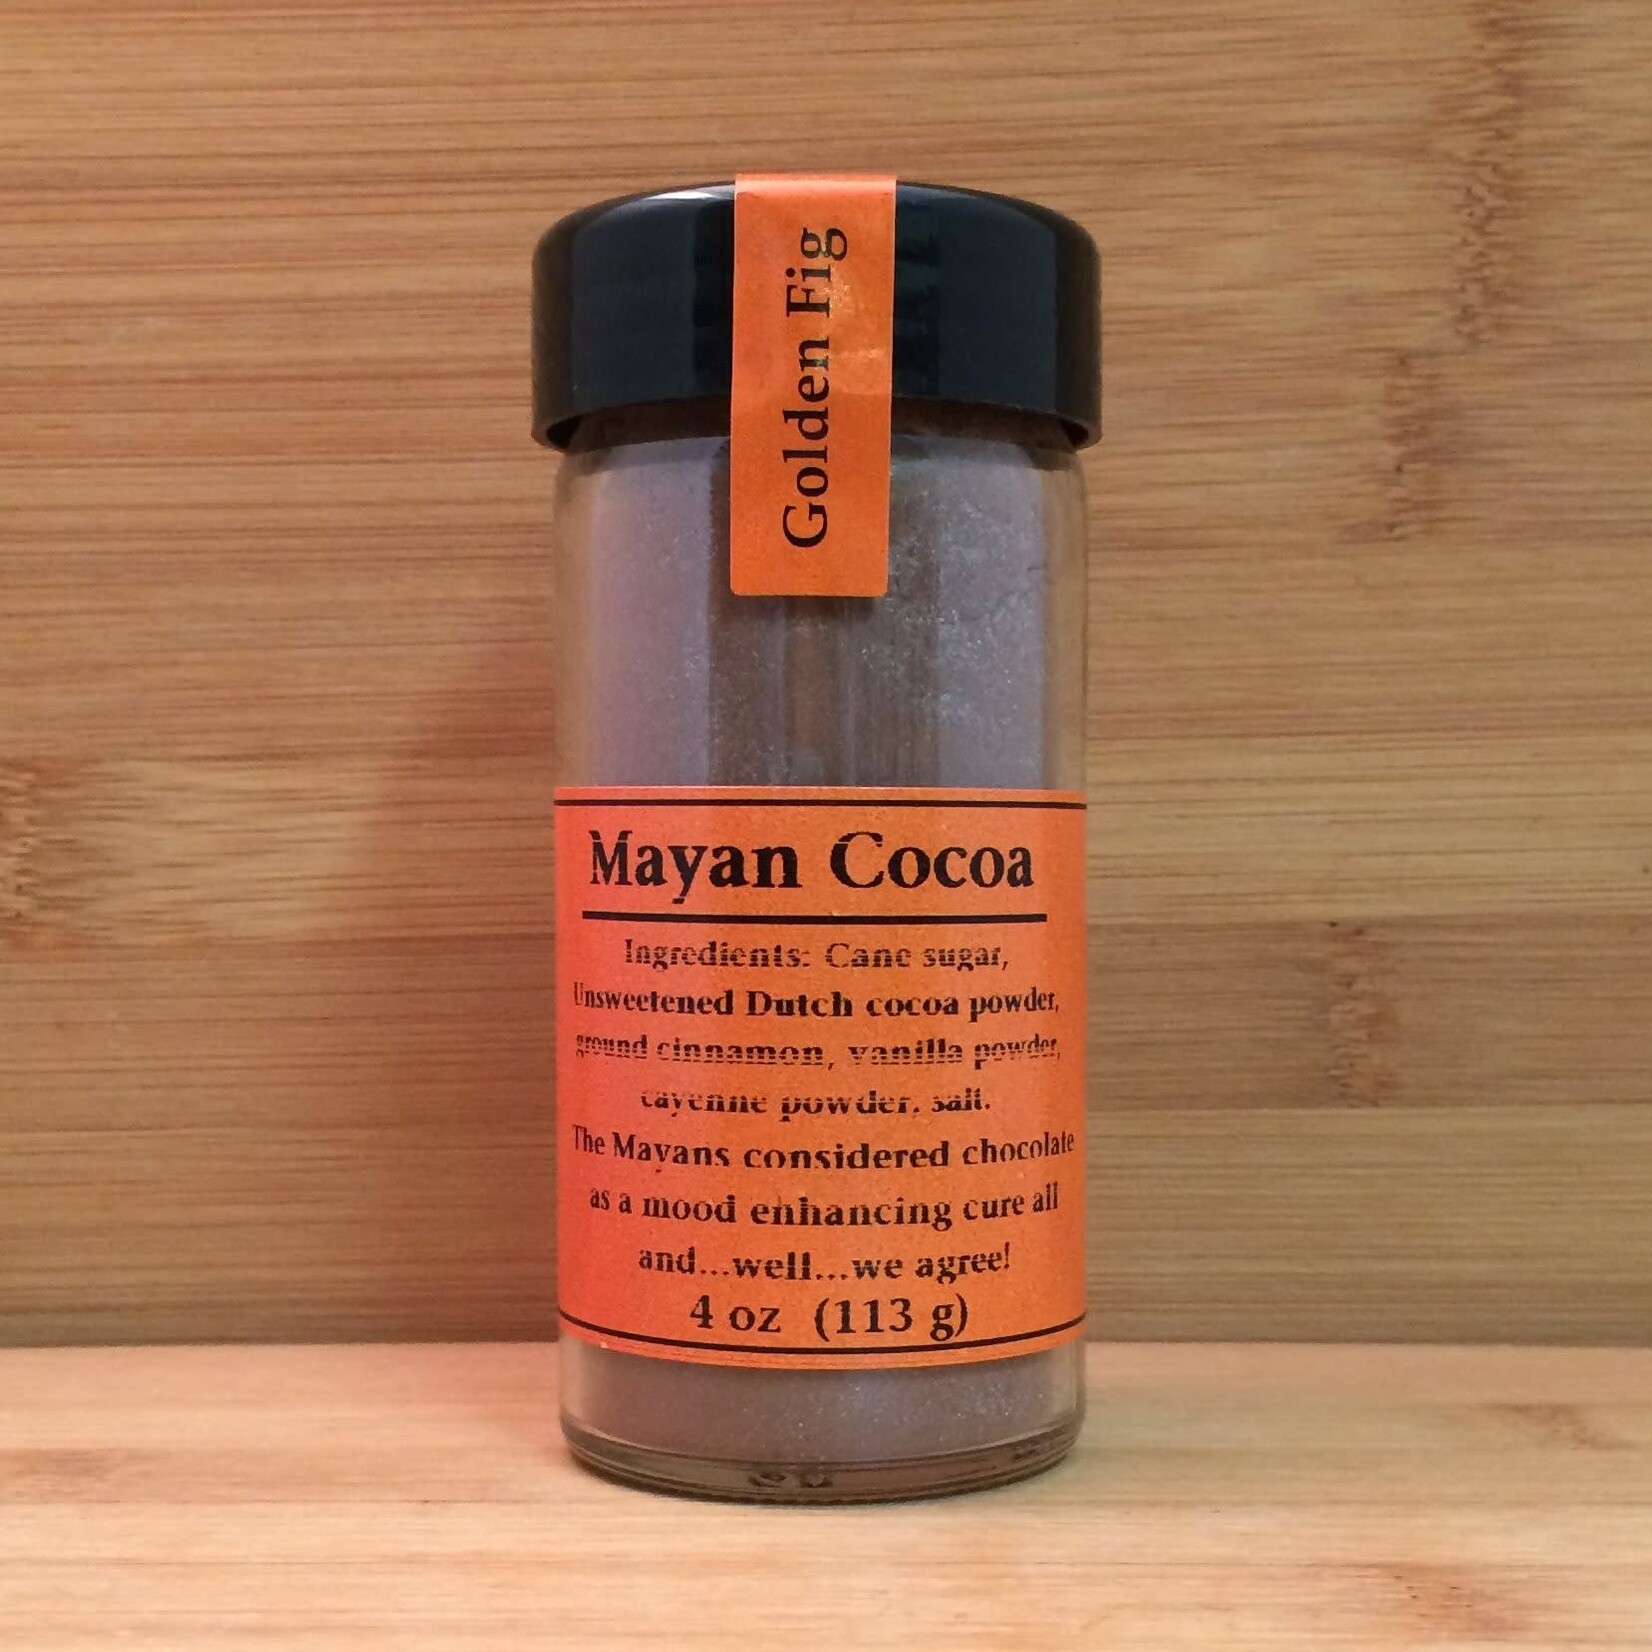 Golden Fig
Mayan Cocoa
Ingredients: Cane sugar,
Unsweetened Dutch cocoa powder,
ground cinnamon, vanilla powder,
cayenne powder, salt.
The Mayans considered chocolate
as a mood enhancing cure all
and...well...we agree!
4 oz (113 g)